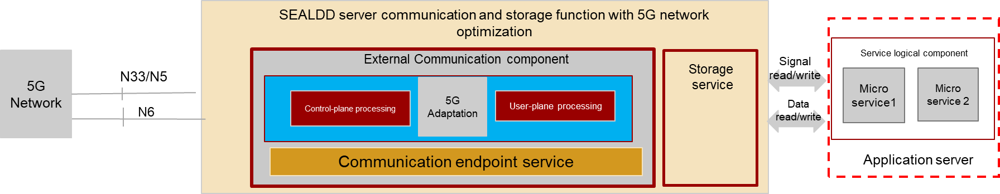 SEALDD server communication and storage function with 5G network
optimization
5G
Network
N33/N5
N6
External Communication component
Control-plane processing
5G
Adaptation
User-plane processing
Communication endpoint service
Storage
service
Signal
read/write
Data
read/write
Service logical component
Micro
service1
Micro
service 2
Application server